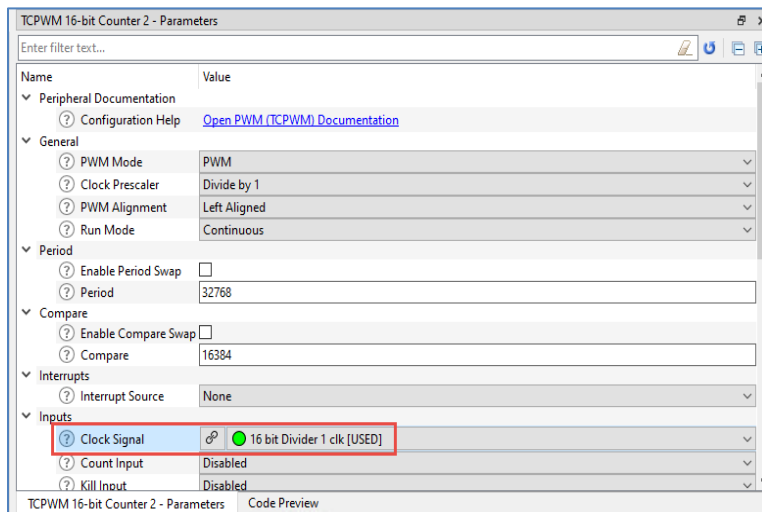 TCPWM 16-bit Counter 2 - Parameters
Enter filter text...
Name Value
Peripheral Documentation
Configuration Help Open PWM (TCPWM) Documentation
General
PWM Mode PWM
Clock Prescaler Divide by 1
PWM Alignment Left Aligned
Run Mode Continuous
Period
Enable Period Swap
Period 32768
Compare
Enable Compare Swap
Compare 16384
Interrupts
Interrupt Source None
Inputs
Clock Signal 16 bit Divider 1 clk [USED]
Count Input Disabled
Kill Input Disabled
TCPWM 16-bit Counter 2 - Parameters Code Preview